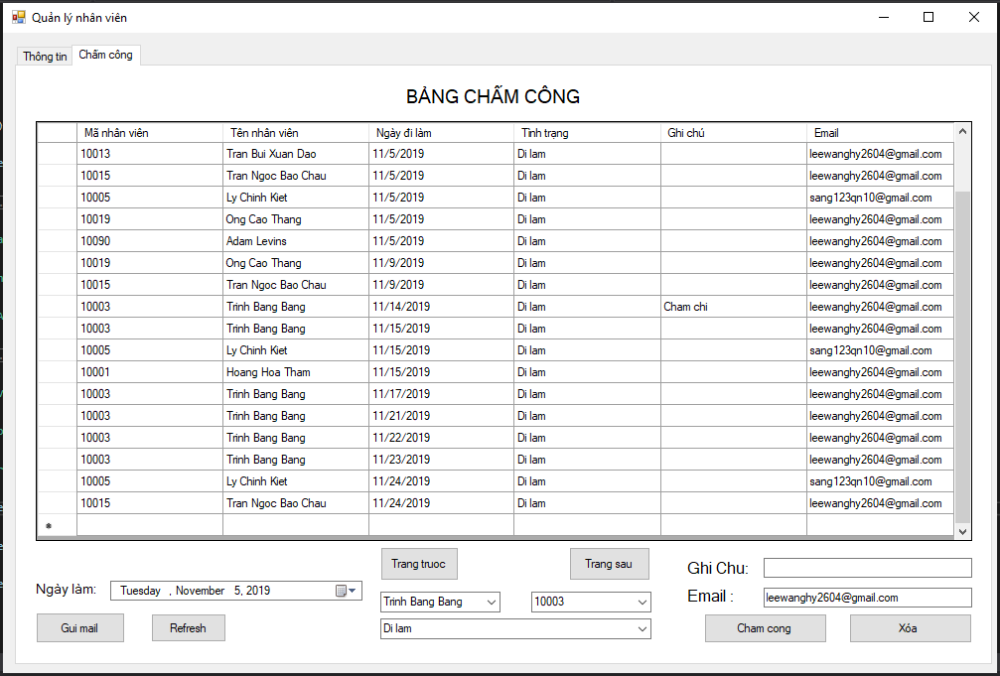 Quản lý nhân viên
Thông tin Chấm công
BẢNG CHẤM CÔNG
Mã nhân viên Tên nhân viên Ngày đi làm Tình trạng Ghi chú Email
10013 Tran Bui Xuan Dao 11/5/2019 Di lam leewanghy2604@gmail.com
10015 Tran Ngoc Bao Chau 11/5/2019 Di lam leewanghy2604@gmail.com
10005 Ly Chinh Kiet 11/5/2019 Di lam sang123qn10@gmail.com
10019 Ong Cao Thang 11/5/2019 Di lam leewanghy2604@gmail.com
10090 Adam Levins 11/5/2019 Di lam leewanghy2604@gmail.com
10019 Ong Cao Thang 11/9/2019 Di lam leewanghy2604@gmail.com
10015 Tran Ngoc Bao Chau 11/9/2019 Di lam leewanghy2604@gmail.com
10003 Trinh Bang Bang 11/14/2019 Di lam Cham chi leewanghy2604@gmail.com
10003 Trinh Bang Bang 11/15/2019 Di lam leewanghy2604@gmail.com
10005 Ly Chinh Kiet 11/15/2019 Di lam sang123qn10@gmail.com
10001 Hoang Hoa Tham 11/15/2019 Di lam leewanghy2604@gmail.com
10003 Trinh Bang Bang 11/17/2019 Di lam leewanghy2604@gmail.com
10003 Trinh Bang Bang 11/21/2019 Di lam leewanghy2604@gmail.com
10003 Trinh Bang Bang 11/22/2019 Di lam leewanghy2604@gmail.com
10003 Trinh Bang Bang 11/23/2019 Di lam leewanghy2604@gmail.com
10005 Ly Chinh Kiet 11/24/2019 Di lam sang123qn10@gmail.com
10015 Tran Ngoc Bao Chau 11/24/2019 Di lam leewanghy2604@gmail.com
Trang truoc Trang sau Ghi Chu:
Ngày làm: Tuesday , November 5, 2019 Trinh Bang Bang 10003 Email : leewanghy2604@gmail.com
Gui mail Refresh Di lam Cham cong Xóa